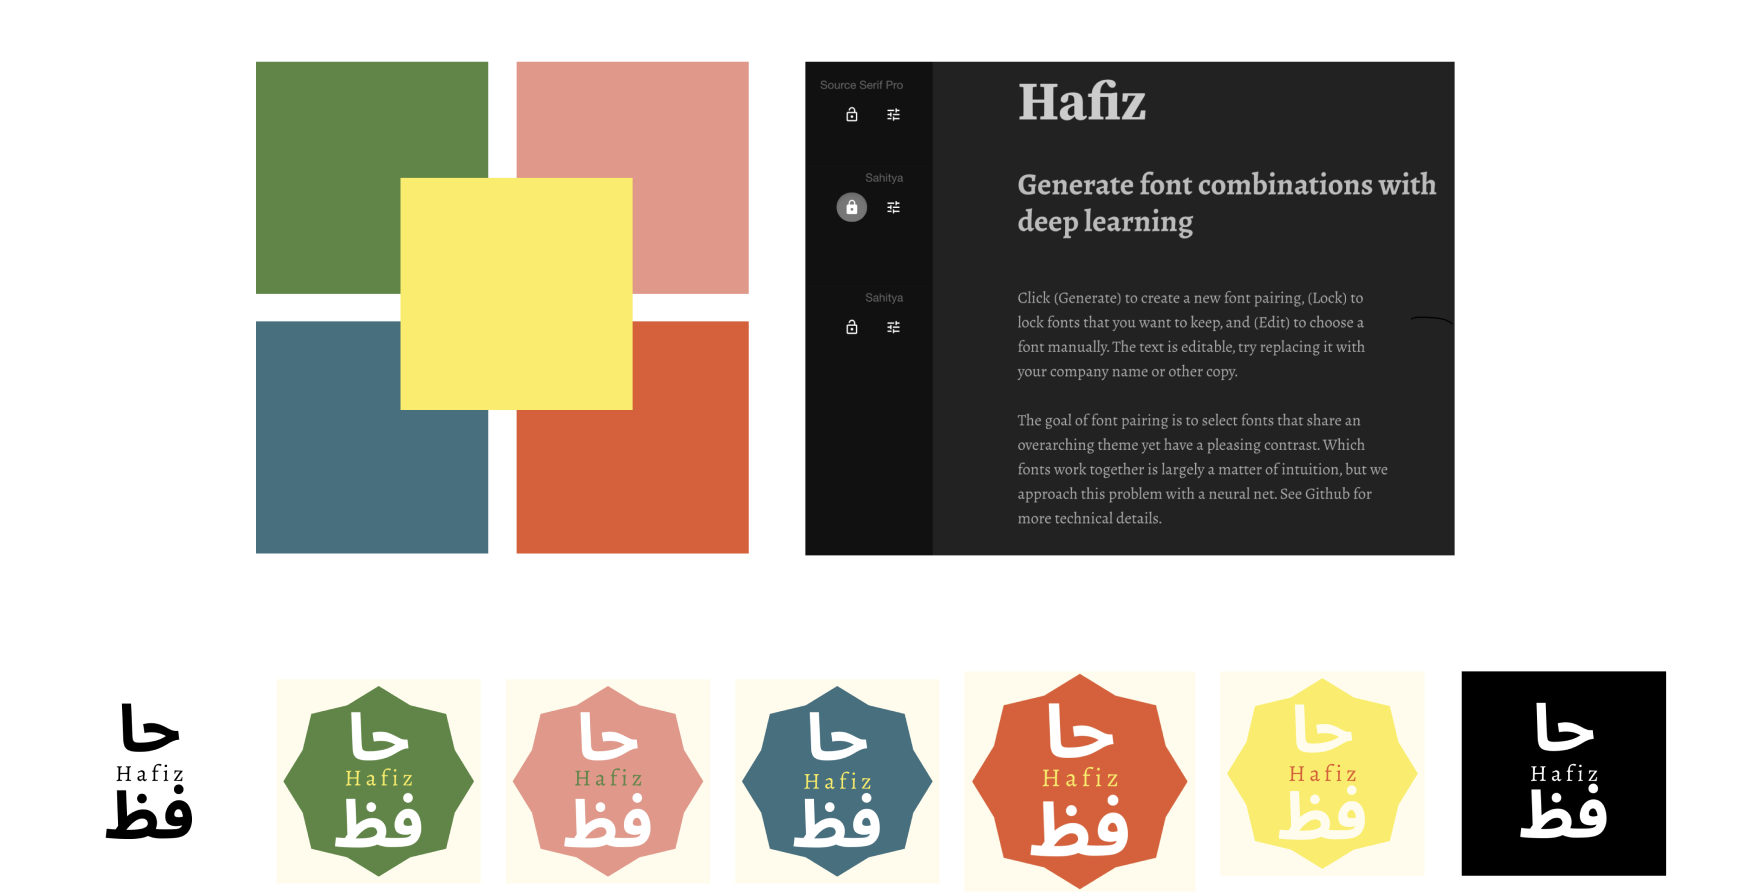 Source Serif Pro
Hafiz
Sahitya
Generate font combinations with
deep learning
Sahitya
Click (Generate) to create a new font pairing, (Lock) to
lock fonts that you want to keep, and (Edit) to choose a
font manually. The text is editable, try replacing it with
your company name or other copy.
The goal of font pairing is to select fonts that share an
overarching theme yet have a pleasing contrast. Which
fonts work together is largely a matter of intuition, but we
approach this problem with a neural net. See Github for
more technical details.
حا
Hafiz
فظ
حا
Hafiz
فظ
حا
Hafiz
فظ
حا
Hafiz
فظ
حا
Hafiz
فظ
حا
Hafiz
فظ
حا
Hafiz
فظ